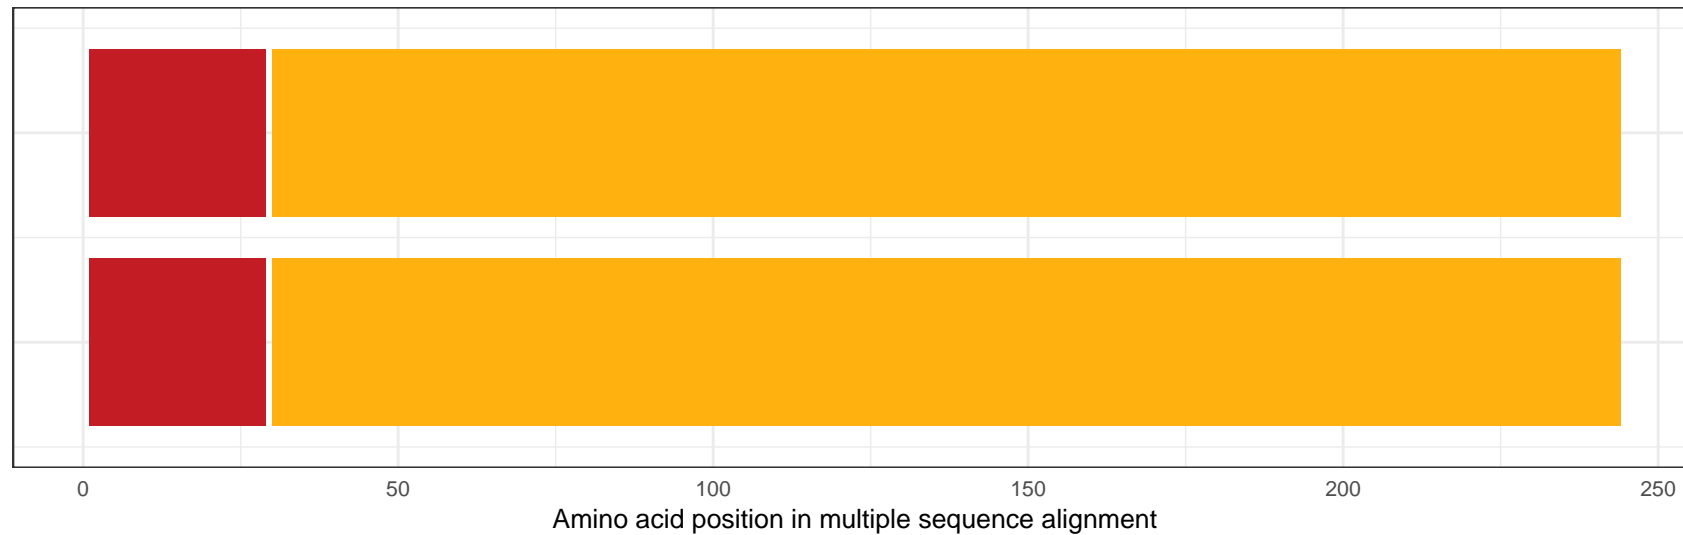 0 50 100 150 200 250
Amino acid position in multiple sequence alignment